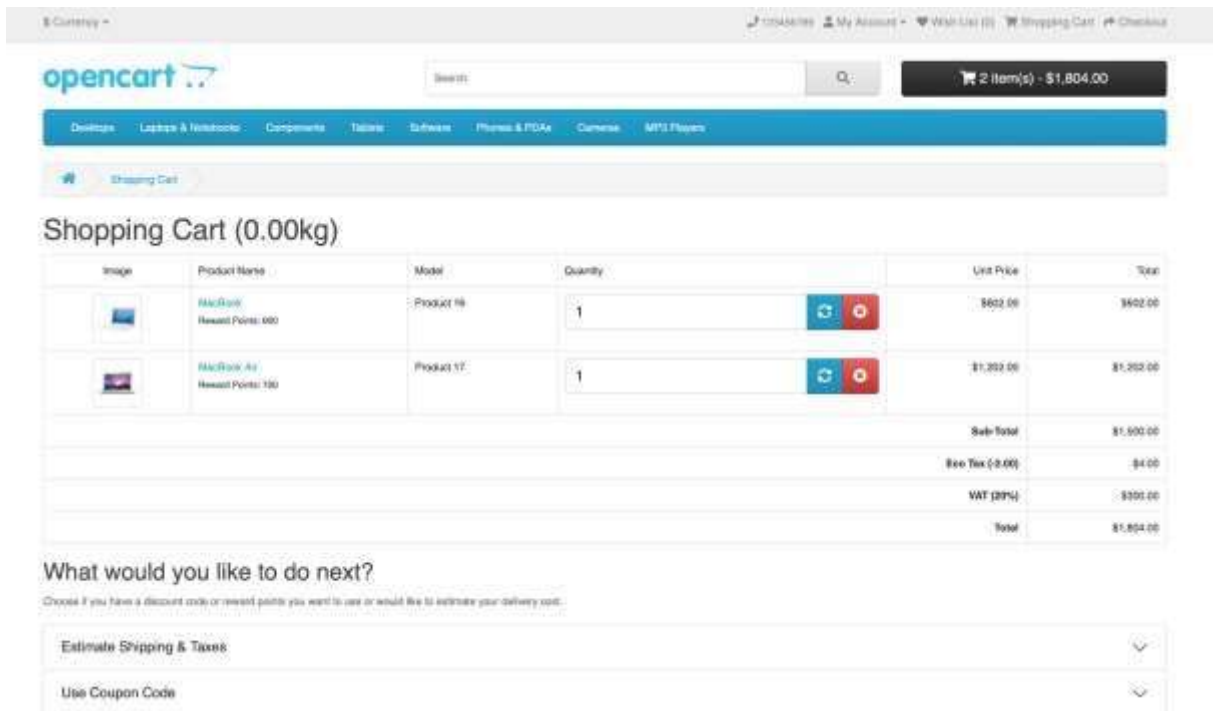 $ Currency
123456789 My Account Wish List (0) Shopping Cart Checkout
opencart
Search
2 item(s) - $1,804.00
Desktops Laptops & Notebooks Components Tablets Software Phones & PDAs Cameras MP3 Players
Shopping Cart
Shopping Cart (0.00kg)
Image Product Name Model Quantity Unit Price Total
MacBook Product 16 1 $602.00 $602.00
Reward Points: 600
MacBook Air Product 17 1 $1,202.00 $1,202.00
Reward Points:
Sub-Total $1,500.00
Eco Tax (-2.00) $4.00
VAT (20%) $300.00
Total $1,804.00
What would you like to do next?
Choose if you have a discount code or reward points you want to use or would like to estimate your delivery cost.
Estimate Shipping & Taxes
Use Coupon Code